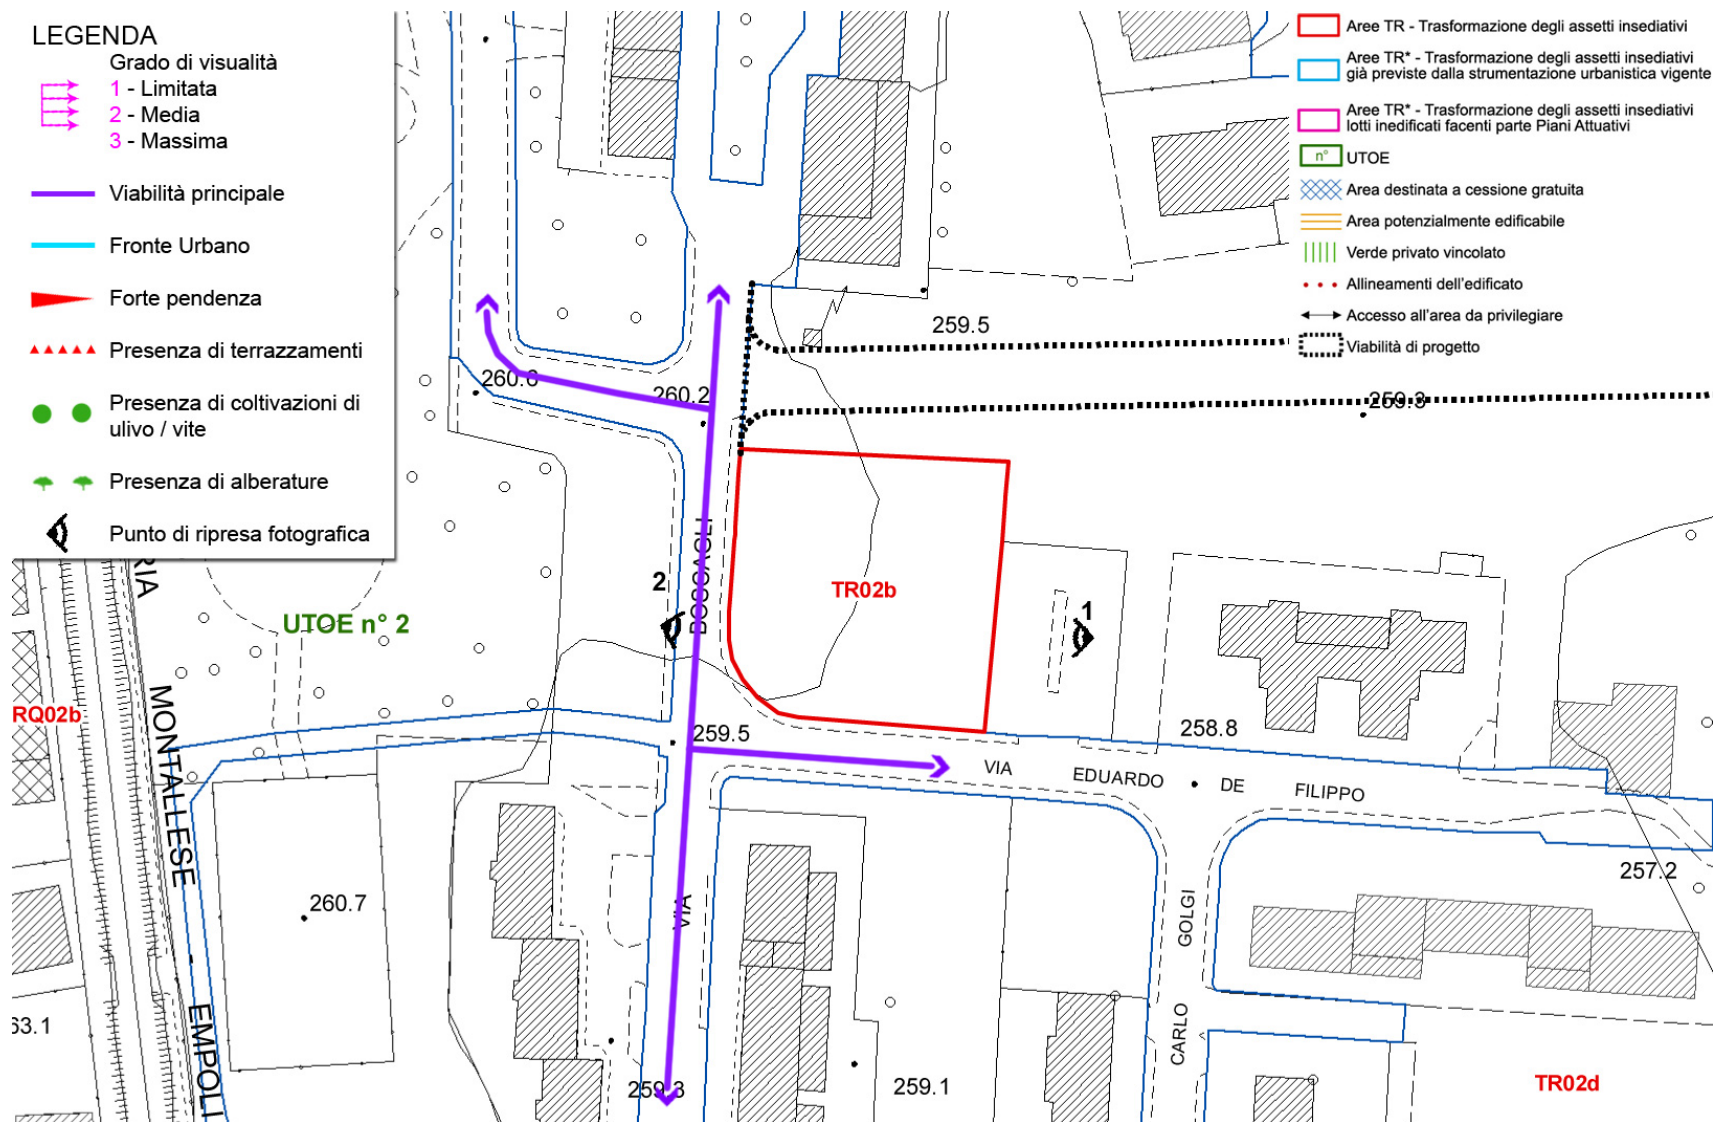 LEGENDA
Grado di visualità
1 - Limitata
2 - Media
3 - Massima
Viabilità principale
Fronte Urbano
Forte pendenza
Presenza di terrazzamenti
Presenza di coltivazioni di
ulivo / vite
Presenza di alberature
Punto di ripresa fotografica
Aree TR - Trasformazione degli assetti insediativi
Aree TR* - Trasformazione degli assetti insediativi
già previste dalla strumentazione urbanistica vigente
Aree TR* - Trasformazione degli assetti insediativi
lotti inedificati facenti parte Piani Attuativi
n° UTOE
Area destinata a cessione gratuita
Area potenzialmente edificabile
Verde privato vincolato
Allineamenti dell'edificato
Accesso all'area da privilegiare
Viabilità di progetto
259.5
260.2
259.3
2
BOCCAGLI
TR02b
1
UTOE n° 2
RQ02b
MONTALLESE - EMPOLI
259.5
258.8
VIA EDUARDO DE FILIPPO
257.2
260.7
VIA
CARLO GOLGI
63.1
259.3
259.1
TR02d